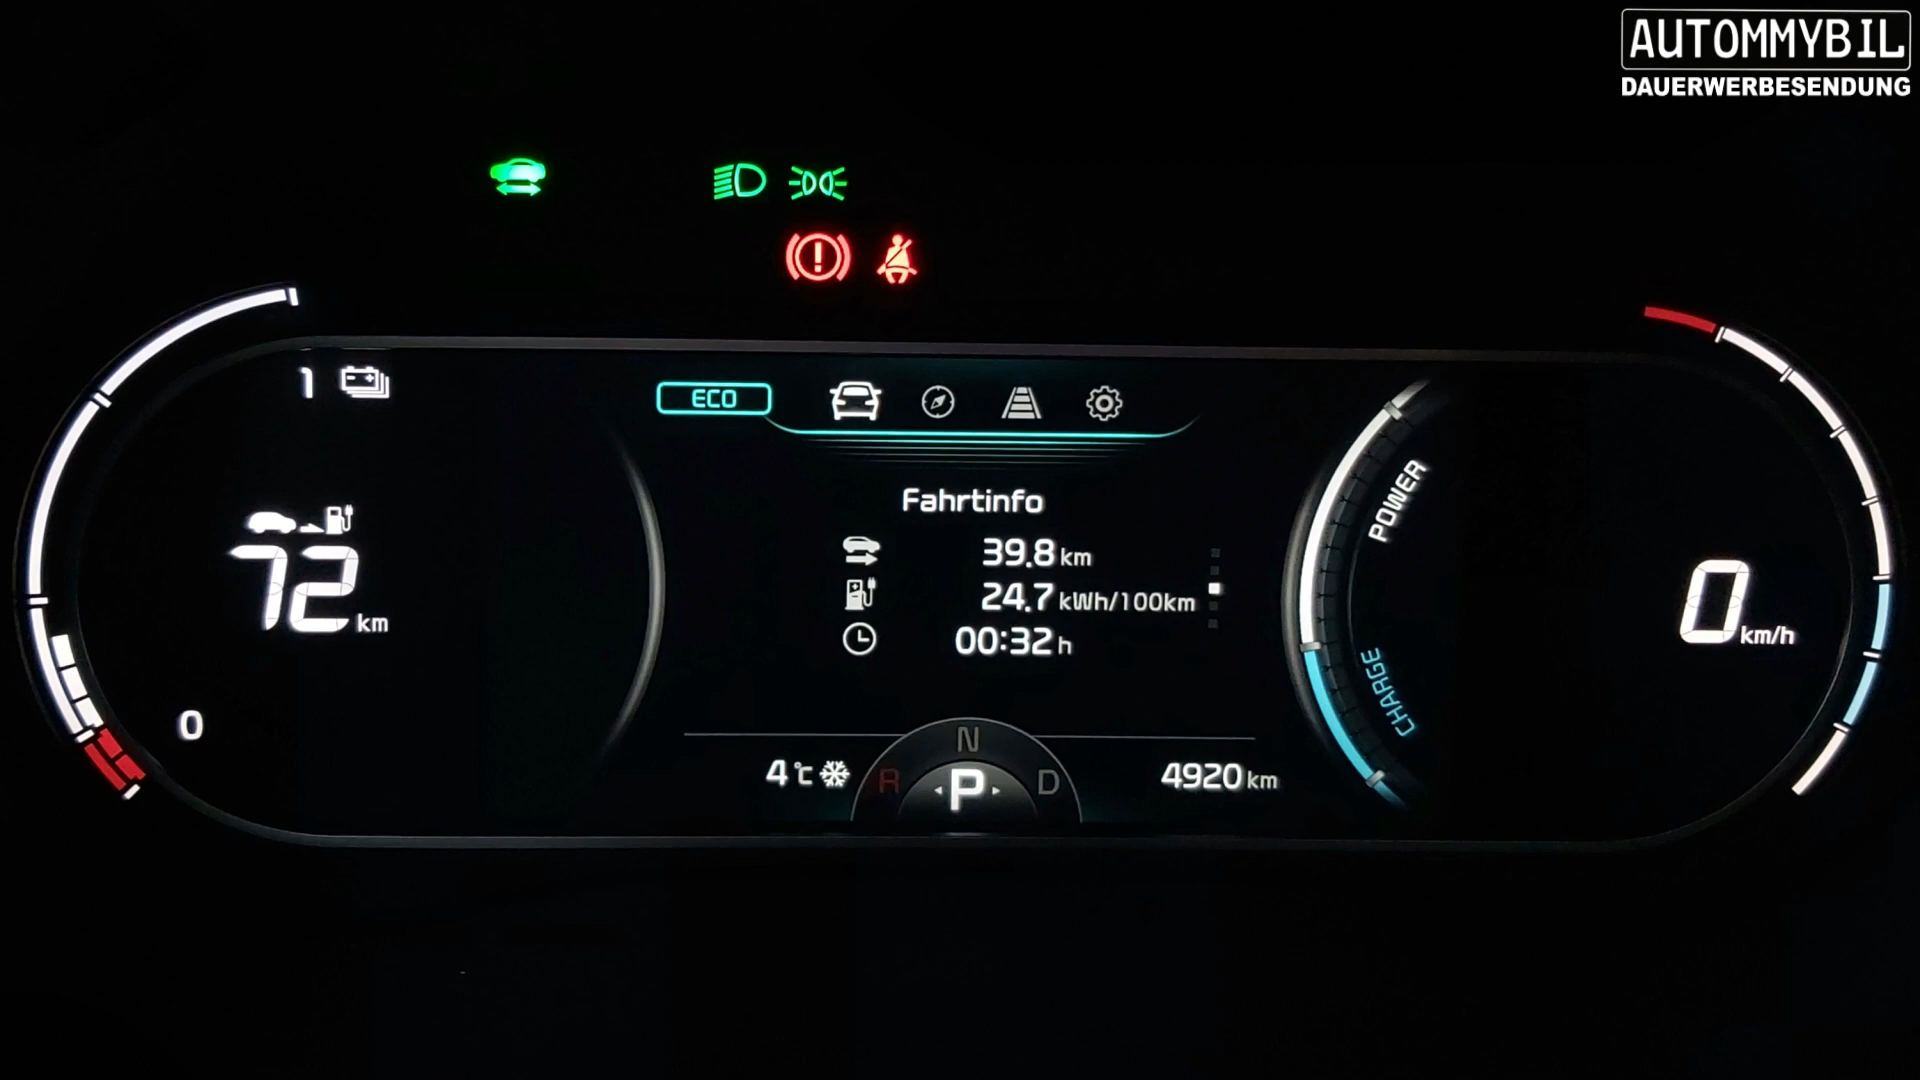 AUTOMMYBIL
DAUERWERBESENDUNG
1
ECO
Fahrtinfo
39.8 km
24.7 kWh/100km
00:32 h
72 km
0
POWER
CHARGE
0 km/h
4°C
R
N
P
D
4920 km